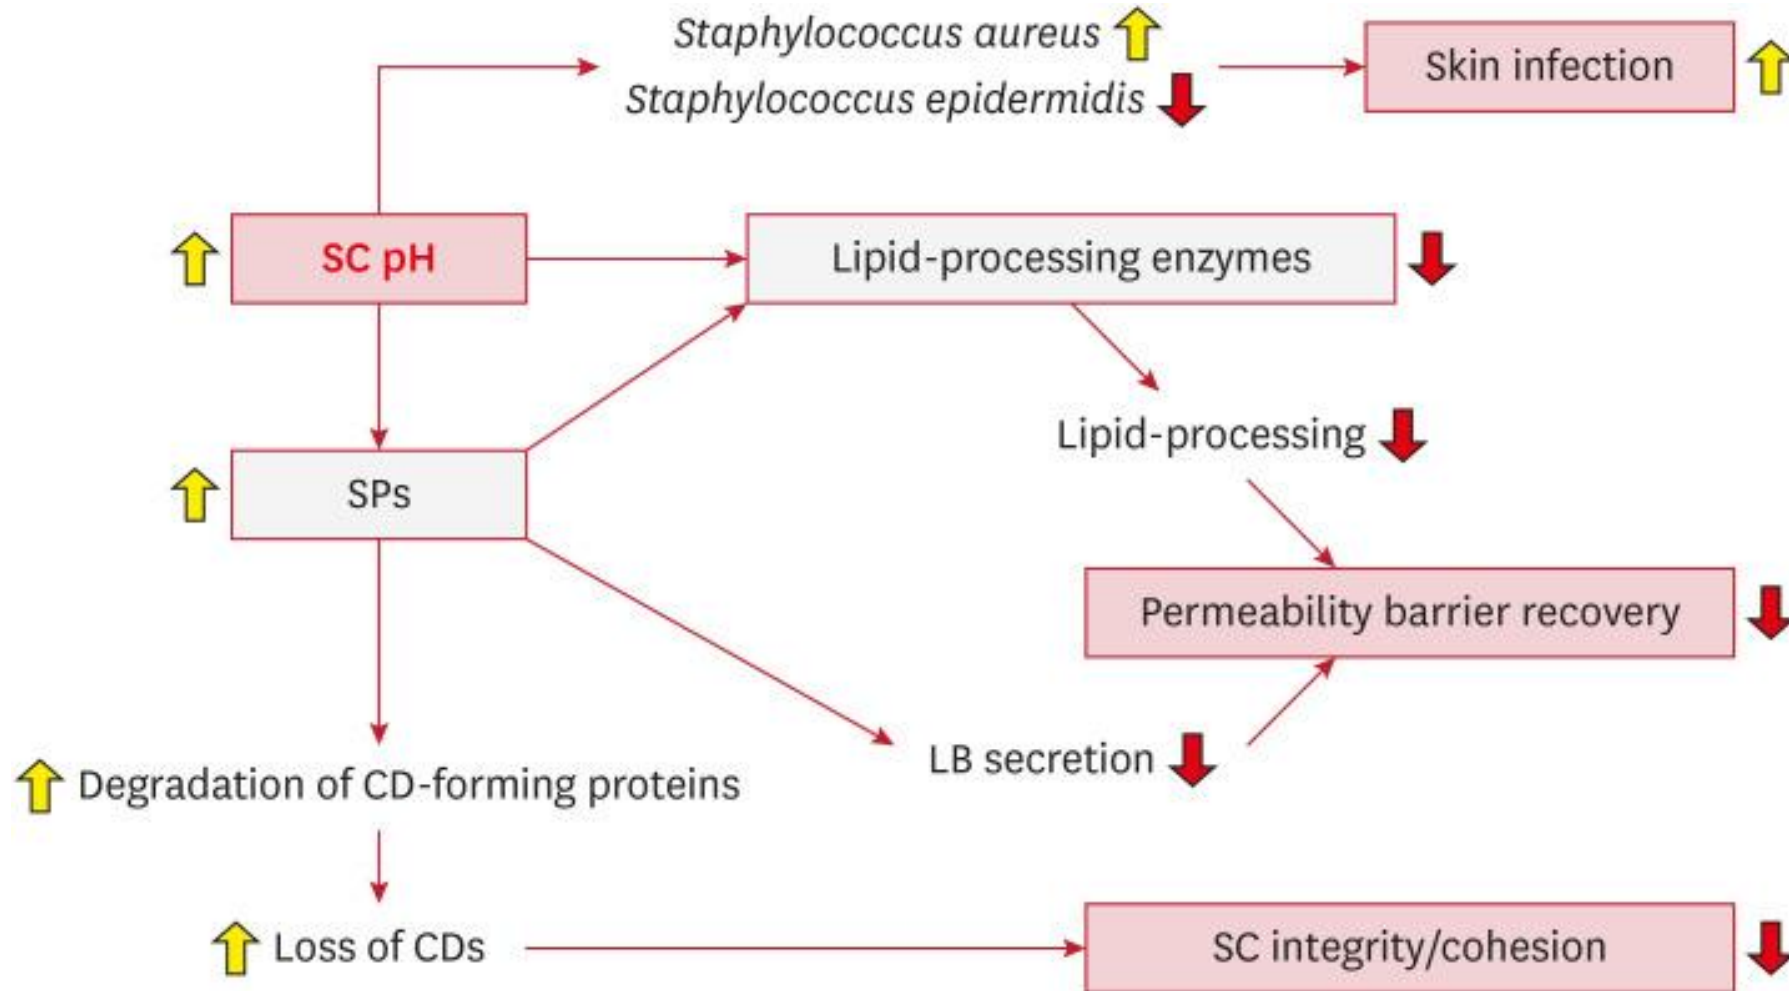 Staphylococcus aureus
Staphylococcus epidermidis
Skin infection
SC pH
Lipid-processing enzymes
Lipid-processing
SPs
Permeability barrier recovery
LB secretion
Degradation of CD-forming proteins
Loss of CDs
SC integrity/cohesion